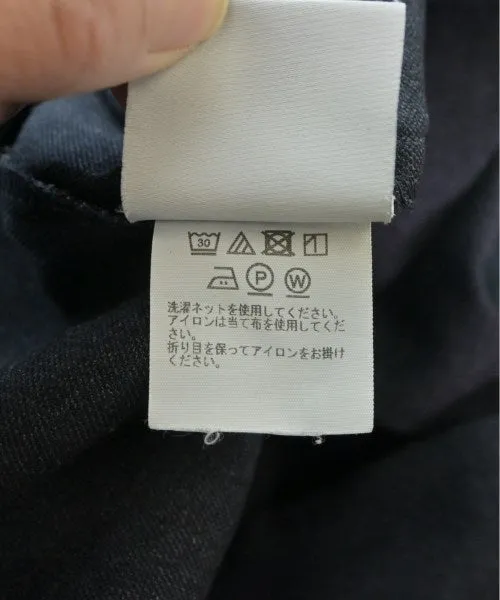 30
P
W
洗濯ネットを使用してください。
アイロンは当て布を使用してくだ
さい。
折り目を保ってアイロンをお掛け
ください。